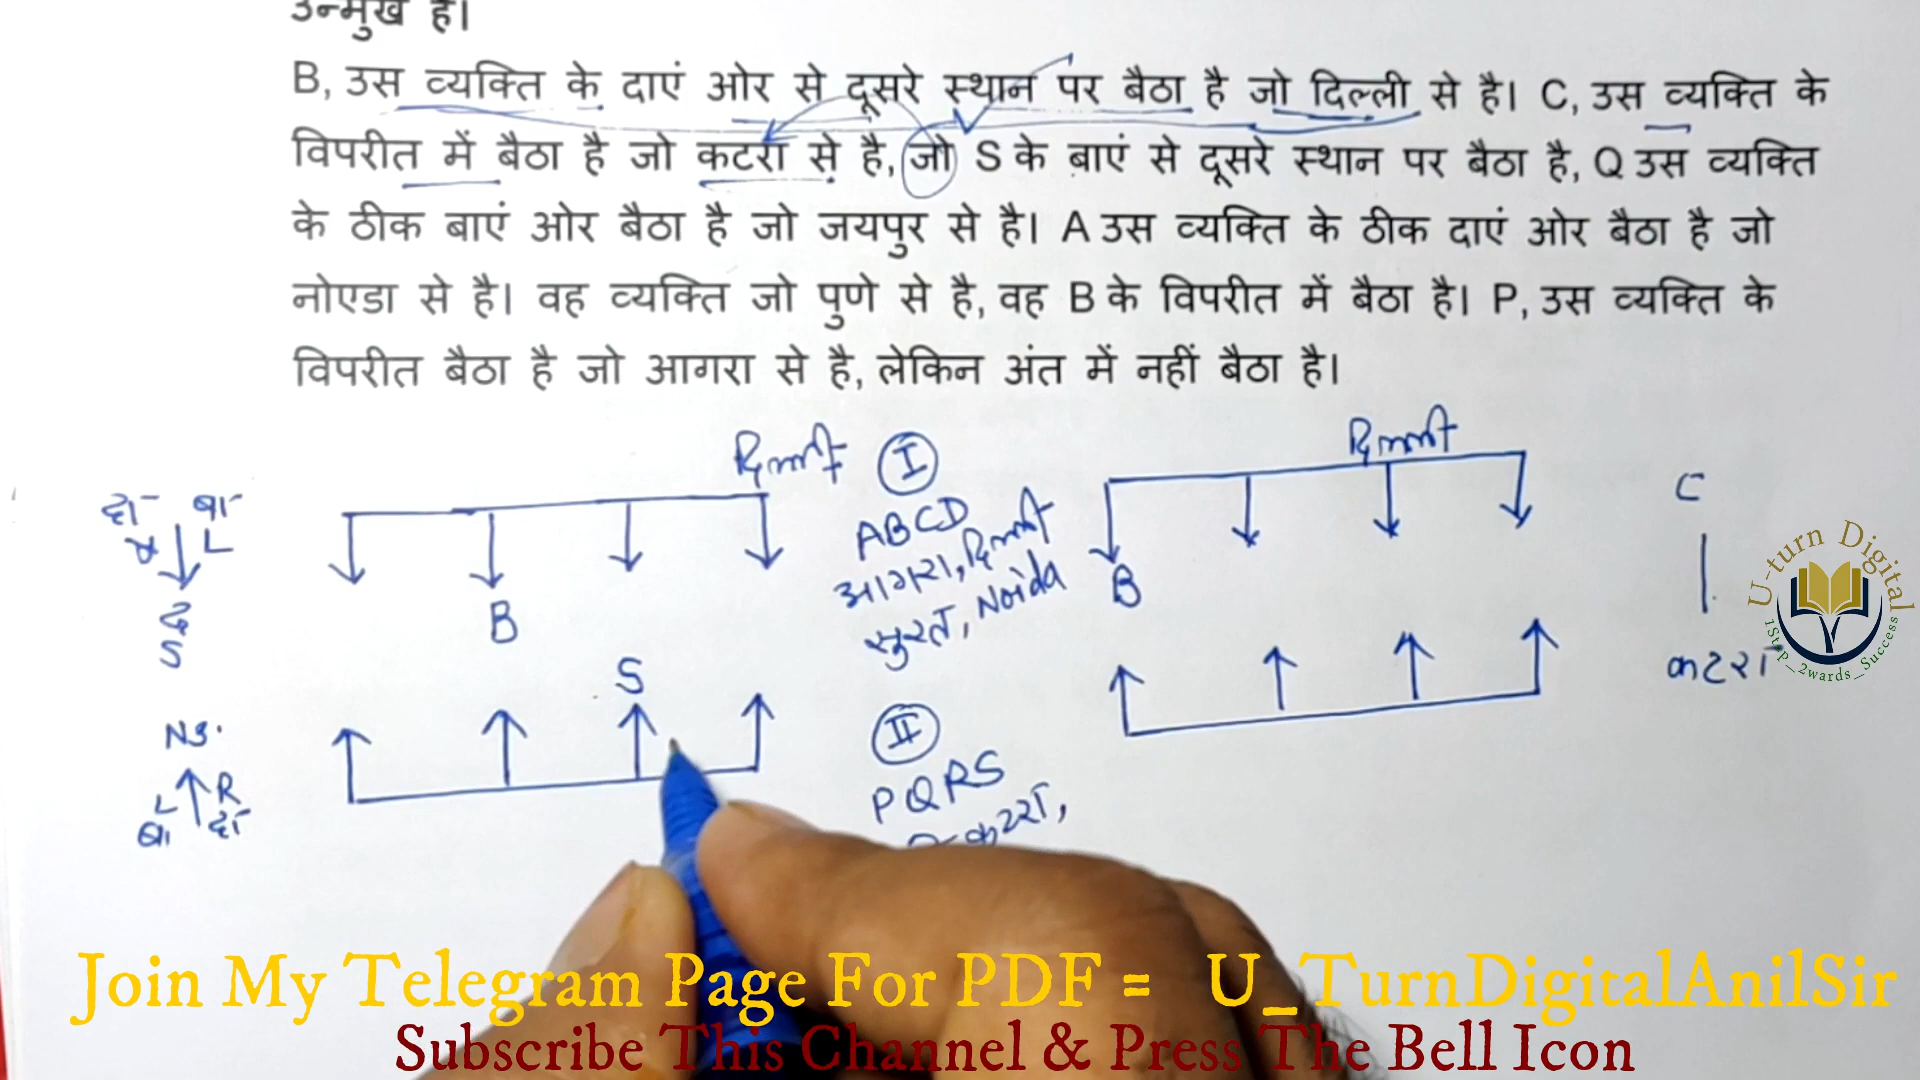 उन्मुख है।
B, उस व्यक्ति के दाएं ओर से दूसरे स्थान पर बैठा है जो दिल्ली से है। C, उस व्यक्ति के
विपरीत में बैठा है जो कटरा से है, जो S के बाएं से दूसरे स्थान पर बैठा है, Q उस व्यक्ति
के ठीक बाएं ओर बैठा है जो जयपुर से है। A उस व्यक्ति के ठीक दाएं ओर बैठा है जो
नोएडा से है। वह व्यक्ति जो पुणे से है, वह B के विपरीत में बैठा है। P, उस व्यक्ति के
विपरीत बैठा है जो आगरा से है, लेकिन अंत में नहीं बैठा है।
दिल्ली I दिल्ली C
दा बा
L
ABCD
आगरा, दिल्ली
सुरत, Noida
B B
S
S
कटरा
II
PQRS
कटरा,
L R
बा दा
U-turn Digital
1Step_2wards_Success
Join My Telegram Page For PDF = U_TurnDigitalAnilSir
Subscribe This Channel & Press The Bell Icon